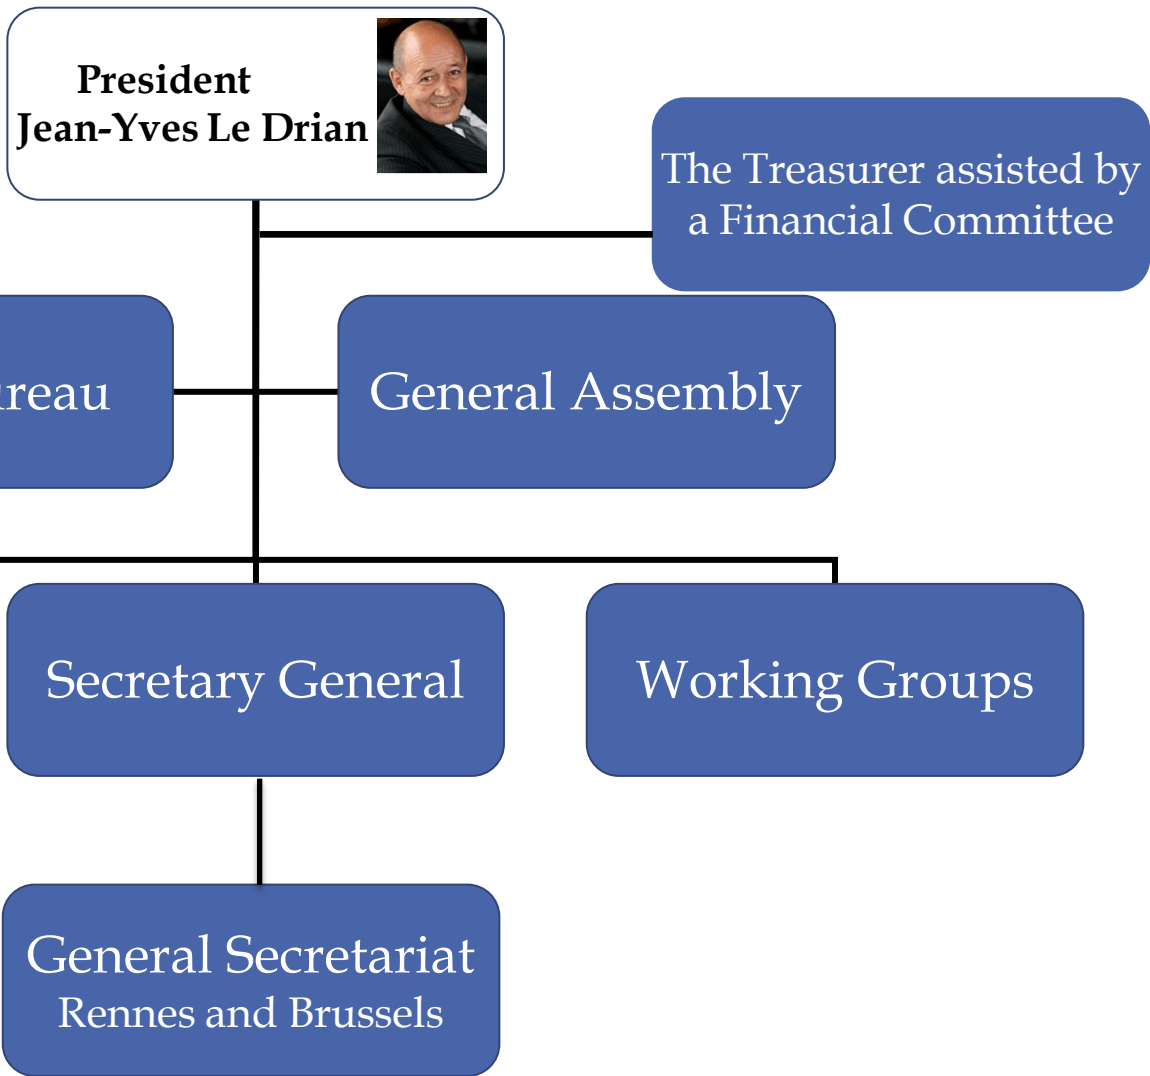 President
Jean-Yves Le Drian
The Treasurer assisted by
a Financial Committee
ureau
General Assembly
Secretary General
Working Groups
General Secretariat
Rennes and Brussels